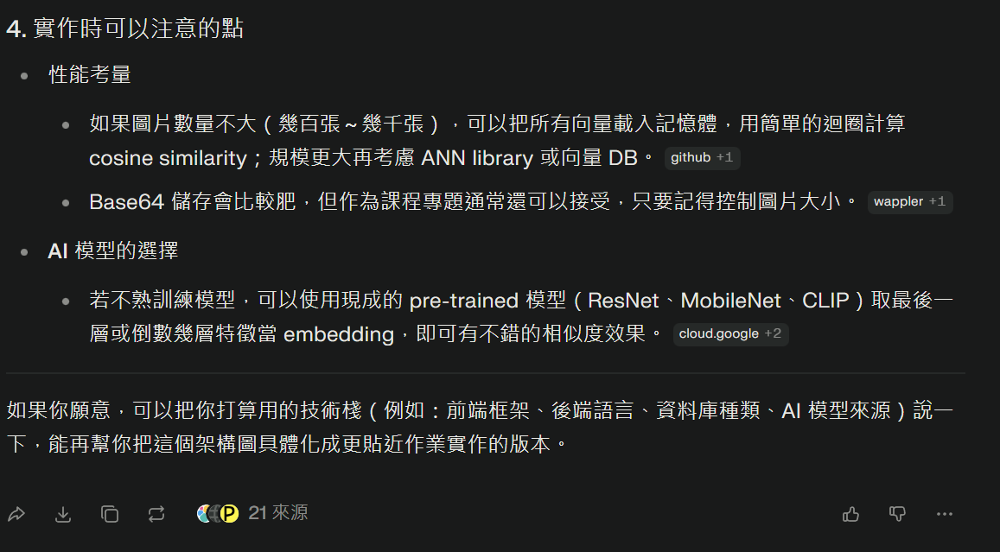 4. 實作時可以注意的點
性能考量
如果圖片數量不大(幾百張~幾千張),可以把所有向量載入記憶體,用簡單的迴圈計算
cosine similarity;規模更大再考慮 ANN library 或向量 DB。 github +1
Base64 儲存會比較肥,但作為課程專題通常還可以接受,只要記得控制圖片大小。 wappler +1
AI 模型的選擇
若不熟訓練模型,可以使用現成的 pre-trained 模型(ResNet、MobileNet、CLIP)取最後一
層或倒數幾層特徵當 embedding,即可有不錯的相似度效果。 cloud.google +2
如果你願意,可以把你打算用的技術棧(例如:前端框架、後端語言、資料庫種類、AI 模型來源)說一
下,能再幫你把這個架構圖具體化成更貼近作業實作的版本。
P 21 來源